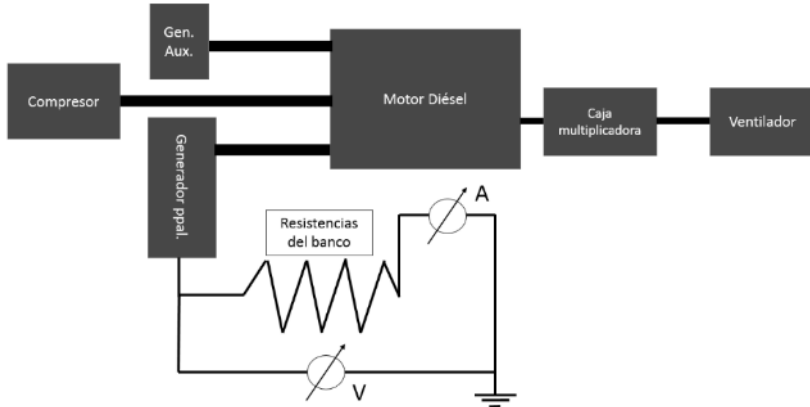 Gen.
Aux.
Compresor
Motor Diésel
Caja
multiplicadora
Ventilador
Generador ppal.
Resistencias
del banco
A
V